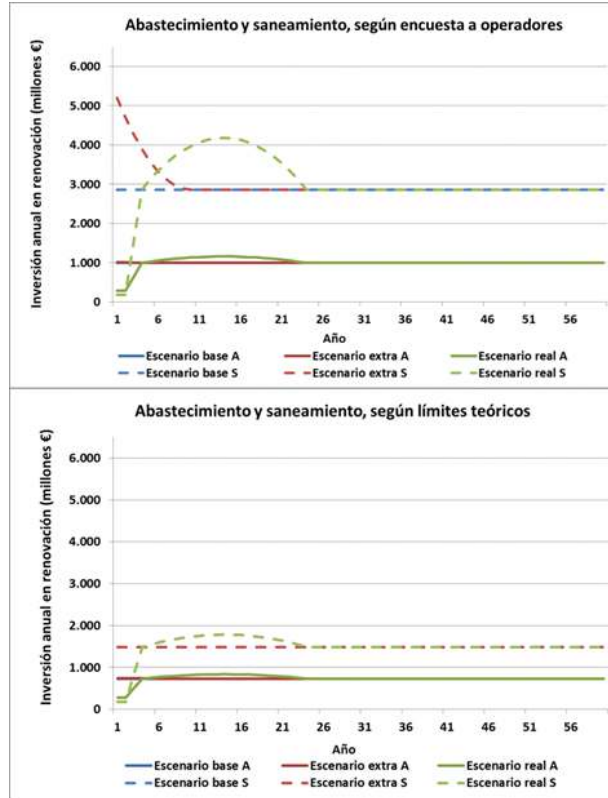 Abastecimiento y saneamiento, según encuesta a operadores
Inversión anual en renovación (millones €)
6.000
5.000
4.000
3.000
2.000
1.000
0
1 6 11 16 21 26 31 36 41 46 51 56
Año
Escenario base A Escenario extra A Escenario real A
Escenario base S Escenario extra S Escenario real S
Abastecimiento y saneamiento, según límites teóricos
Inversión anual en renovación (millones €)
6.000
5.000
4.000
3.000
2.000
1.000
0
1 6 11 16 21 26 31 36 41 46 51 56
Año
Escenario base A Escenario extra A Escenario real A
Escenario base S Escenario extra S Escenario real S